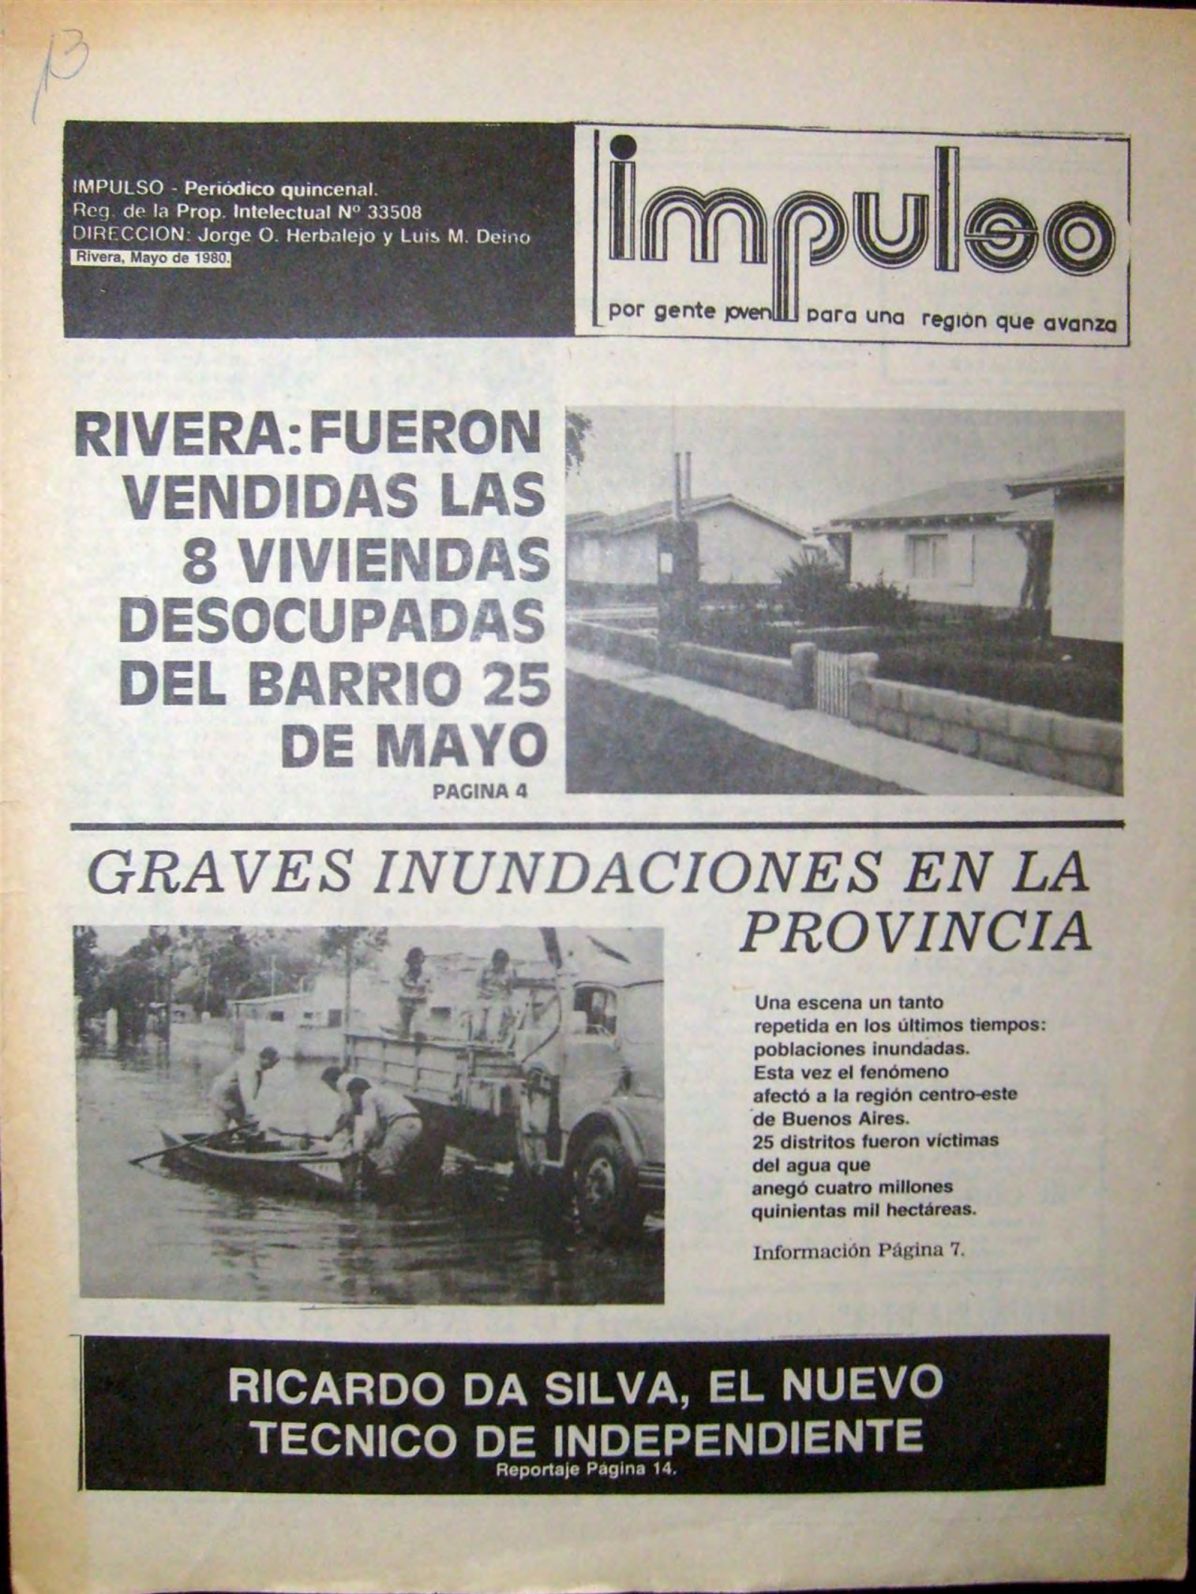 13
IMPULSO - Periódico quincenal.
Reg. de la Prop. Intelectual Nº 33508
DIRECCION: Jorge O. Herbalejo y Luis M. Deino
Rivera, Mayo de 1980.
impulso
por gente joven para una región que avanza
RIVERA: FUERON
VENDIDAS LAS
8 VIVIENDAS
DESOCUPADAS
DEL BARRIO 25
DE MAYO
PAGINA 4
GRAVES INUNDACIONES EN LA
PROVINCIA
Una escena un tanto
repetida en los últimos tiempos:
poblaciones inundadas.
Esta vez el fenómeno
afectó a la región centro-este
de Buenos Aires.
25 distritos fueron víctimas
del agua que
anegó cuatro millones
quinientas mil hectáreas.
Información Página 7.
RICARDO DA SILVA, EL NUEVO
TECNICO DE INDEPENDIENTE
Reportaje Página 14.